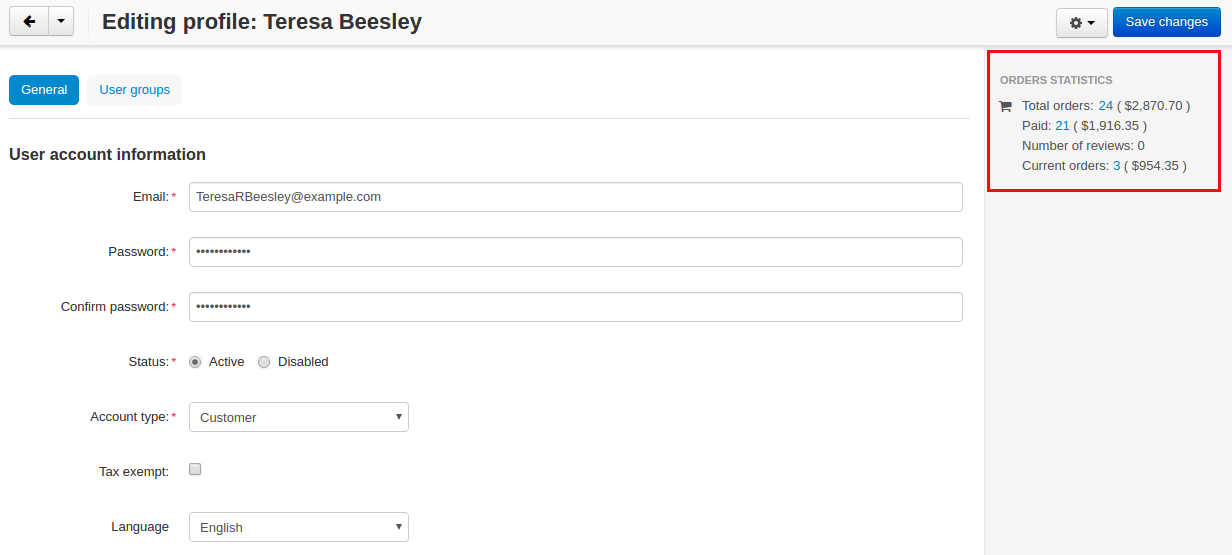 Editing profile: Teresa Beesley
Save changes
General
User groups
User account information
Email:*
TeresaRBeesley@example.com
Password:*
••••••••••••
Confirm password:*
••••••••••••
Status:*
Active
Disabled
Account type:*
Customer
Tax exempt:
Language
English
ORDERS STATISTICS
Total orders: 24 ( $2,870.70 )
Paid: 21 ( $1,916.35 )
Number of reviews: 0
Current orders: 3 ( $954.35 )